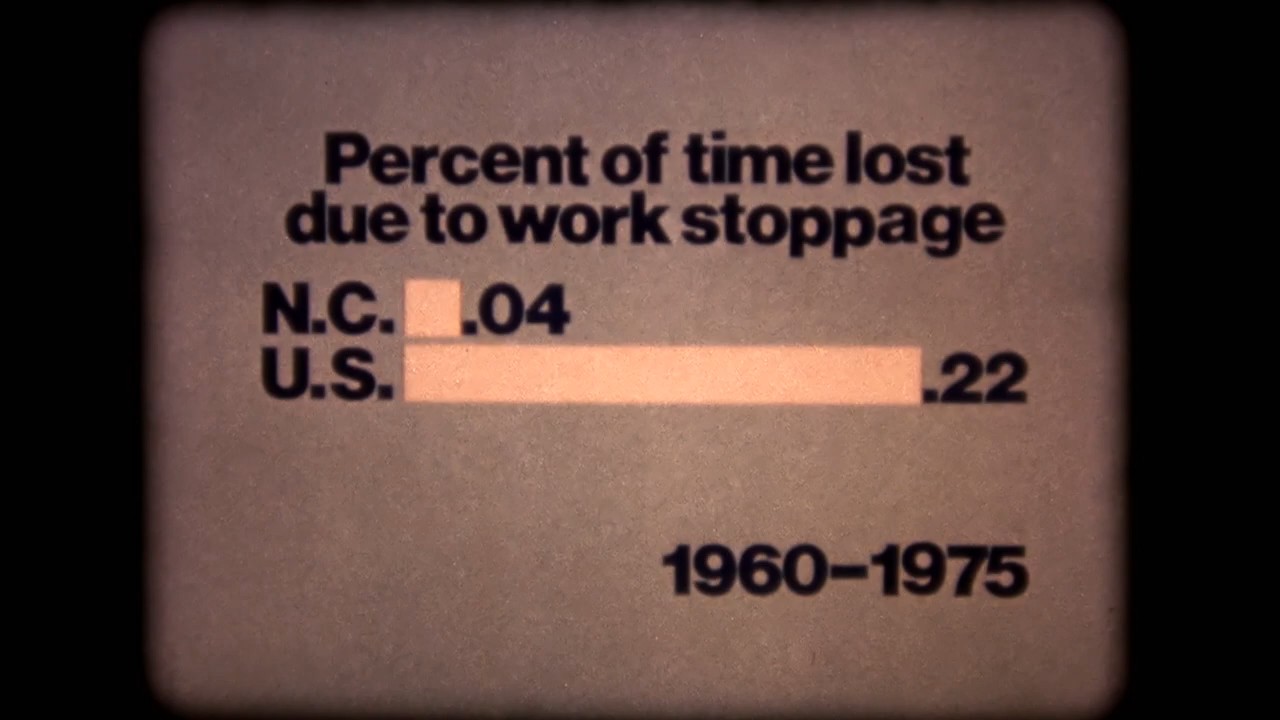 Percent of time lost
due to work stoppage
N.C. .04
U.S. .22
1960–1975